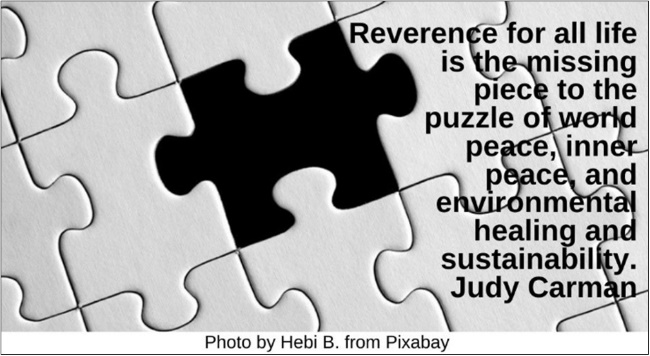 Reverence for all life
is the missing
piece to the
puzzle of world
peace, inner
peace, and
environmental
healing and
sustainability.
Judy Carman
Photo by Hebi B. from Pixabay